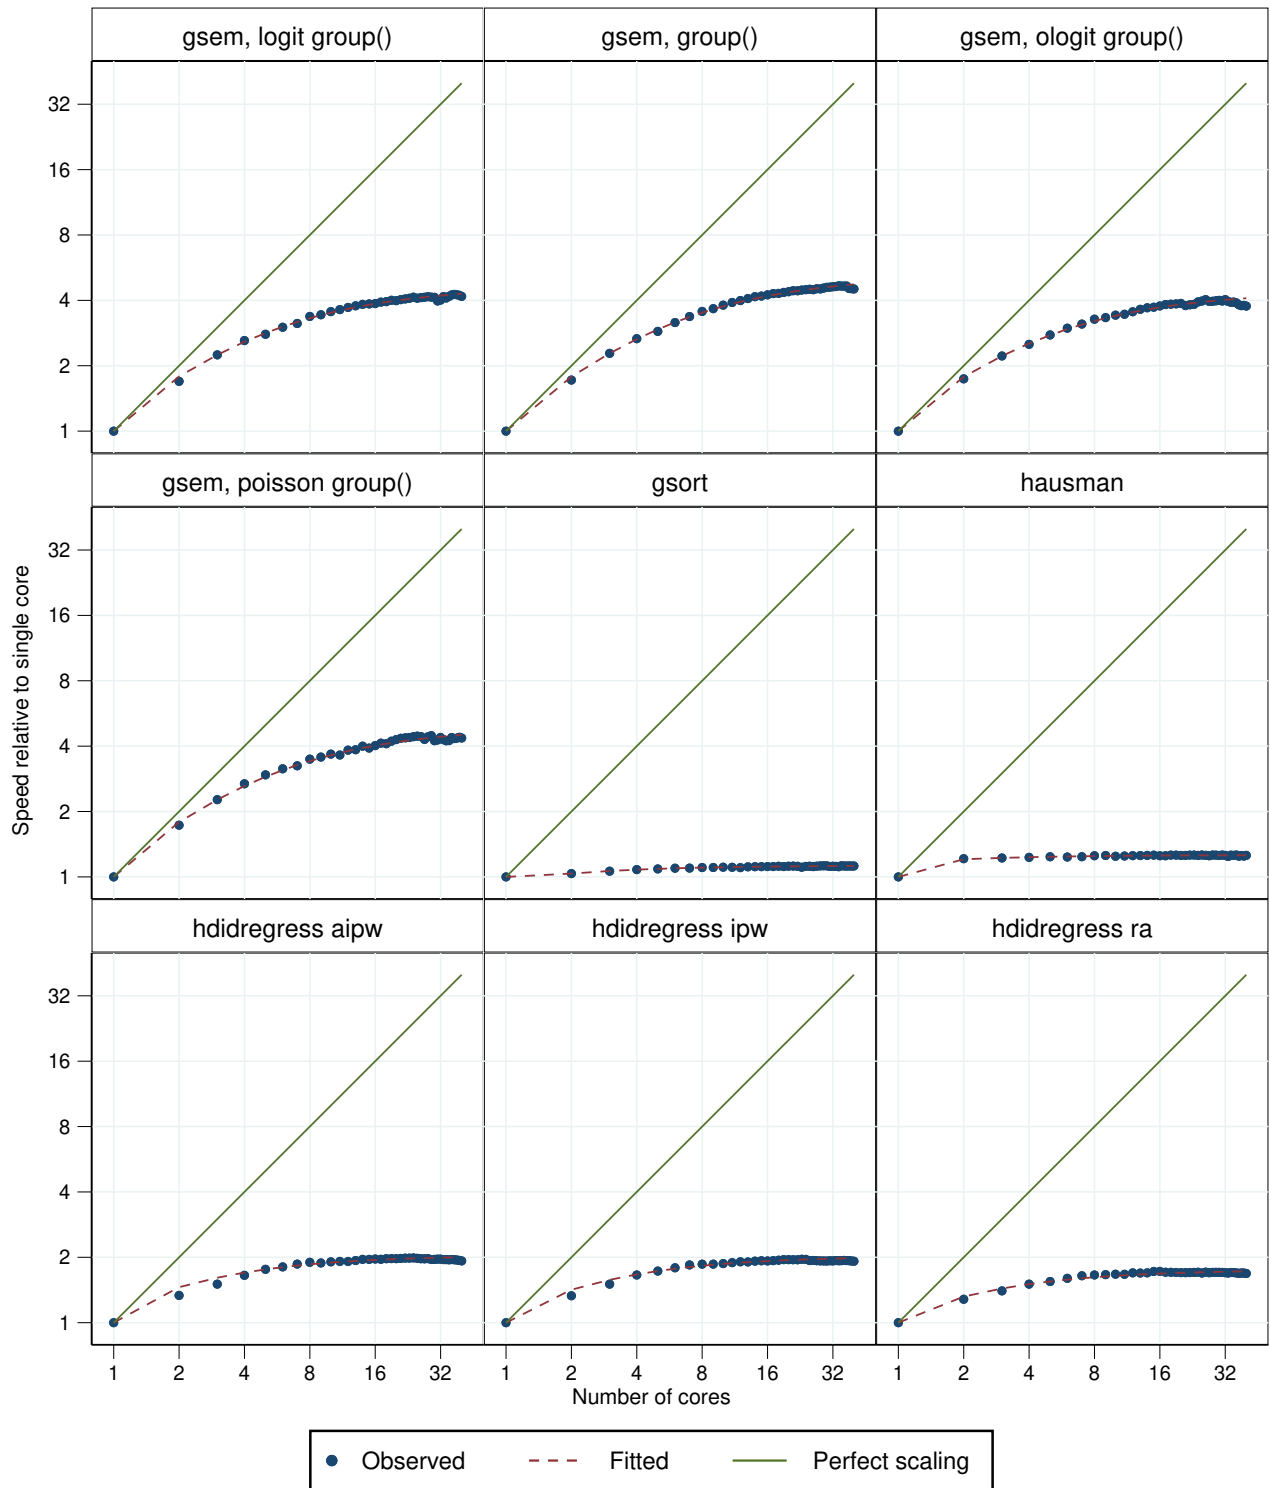 gsem, logit group()
gsem, group()
gsem, ologit group()
32
16
8
4
2
1
gsem, poisson group()
gsort
hausman
32
16
8
4
2
1
Speed relative to single core
hdidregress aipw
hdidregress ipw
hdidregress ra
32
16
8
4
2
1
1 2 4 8 16 32
1 2 4 8 16 32
1 2 4 8 16 32
Number of cores
Observed
Fitted
Perfect scaling